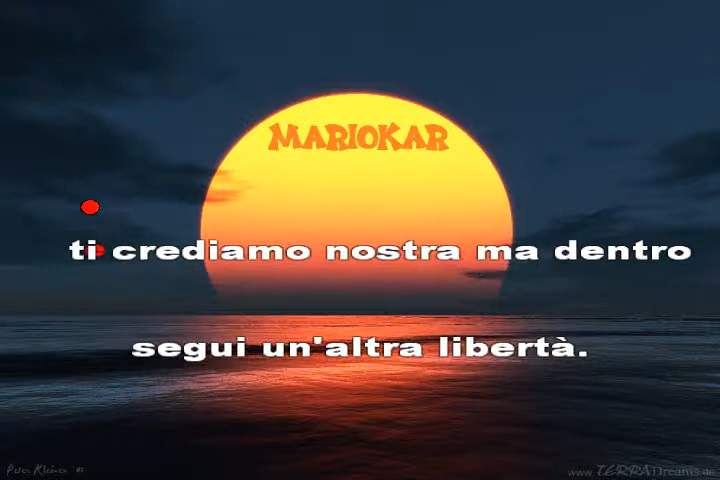 MARIOKAR
ti crediamo nostra ma dentro
segui un'altra libertà.
www.TERRADreams.de